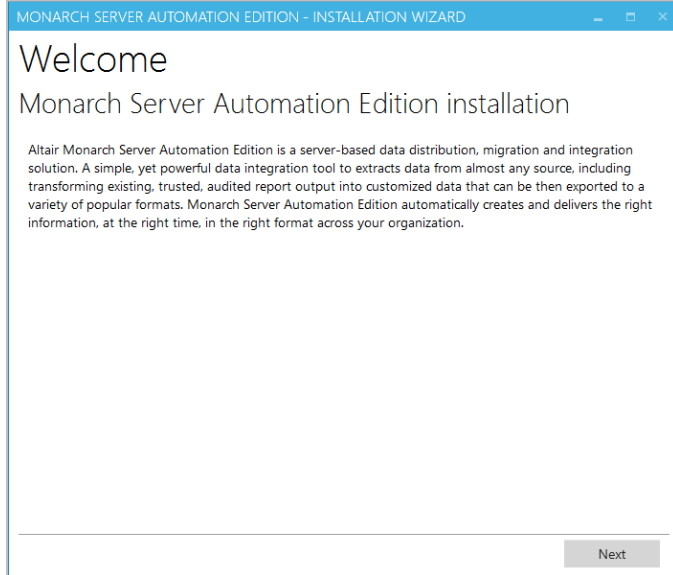 MONARCH SERVER AUTOMATION EDITION - INSTALLATION WIZARD
Welcome
Monarch Server Automation Edition installation
Altair Monarch Server Automation Edition is a server-based data distribution, migration and integration
solution. A simple, yet powerful data integration tool to extracts data from almost any source, including
transforming existing, trusted, audited report output into customized data that can be then exported to a
variety of popular formats. Monarch Server Automation Edition automatically creates and delivers the right
information, at the right time, in the right format across your organization.
Next